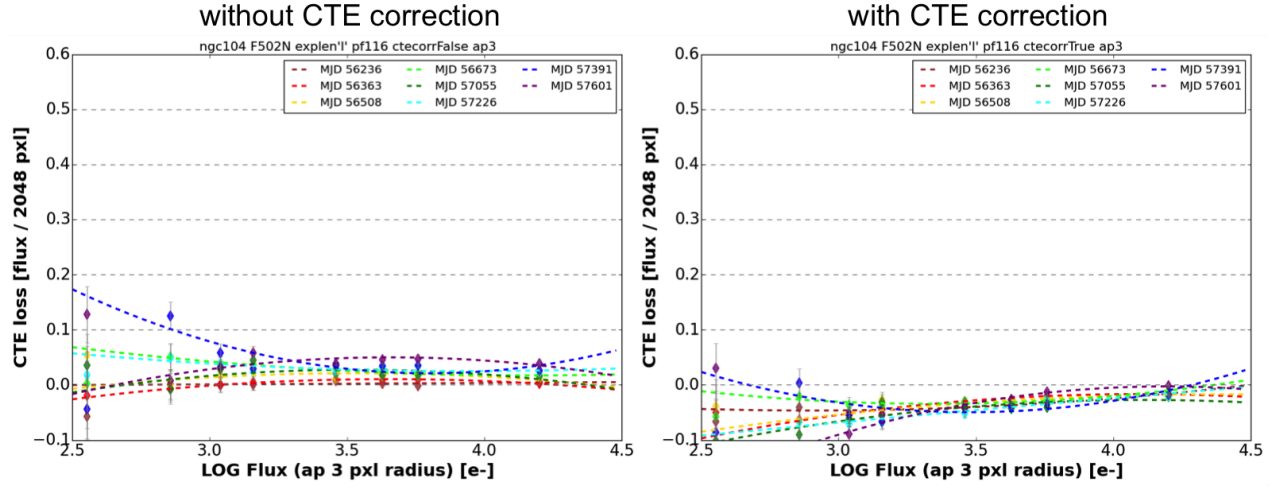 without CTE correction
ngc104 F502N explen'l' pf116 ctecorrFalse ap3
MJD 56236
MJD 56363
MJD 56508
MJD 56673
MJD 57055
MJD 57226
MJD 57391
MJD 57601
CTE loss [flux / 2048 pxl]
0.6
0.5
0.4
0.3
0.2
0.1
0.0
−0.1
2.5 3.0 3.5 4.0 4.5
LOG Flux (ap 3 pxl radius) [e-]
with CTE correction
ngc104 F502N explen'l' pf116 ctecorrTrue ap3
MJD 56236
MJD 56363
MJD 56508
MJD 56673
MJD 57055
MJD 57226
MJD 57391
MJD 57601
CTE loss [flux / 2048 pxl]
0.6
0.5
0.4
0.3
0.2
0.1
0.0
−0.1
2.5 3.0 3.5 4.0 4.5
LOG Flux (ap 3 pxl radius) [e-]